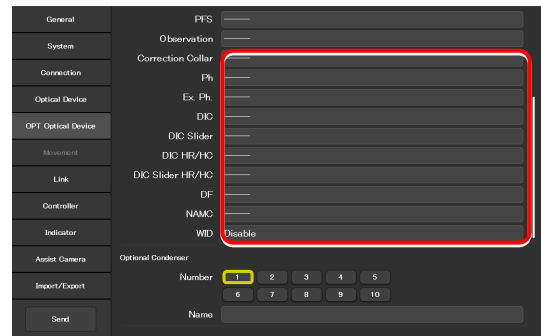 General
System
Connection
Optical Device
OPT Optical Device
Movement
Link
Controller
Indicator
Assist Camera
Import/Export
Send
PFS ——
Observation ——
Correction Collar ——
Ph ——
Ex. Ph. ——
DIC ——
DIC Slider ——
DIC HR/HC ——
DIC Slider HR/HC ——
DF ——
NAMC ——
WID Disable
Optional Condenser
Number 1 2 3 4 5
6 7 8 9 10
Name